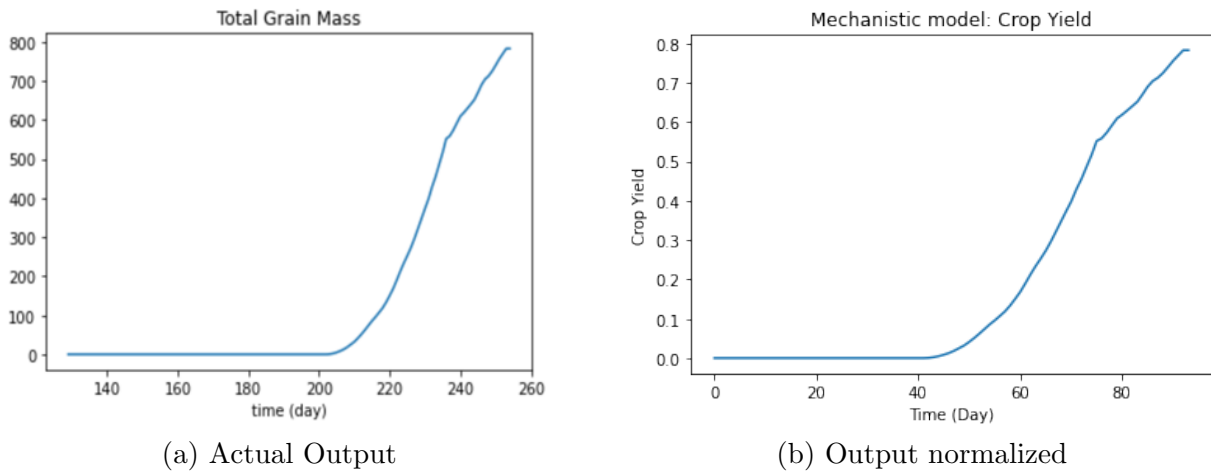 Total Grain Mass
800
700
600
500
400
300
200
100
0
140 160 180 200 220 240 260
time (day)
(a) Actual Output
Mechanistic model: Crop Yield
Crop Yield
0.8
0.7
0.6
0.5
0.4
0.3
0.2
0.1
0.0
0 20 40 60 80
Time (Day)
(b) Output normalized